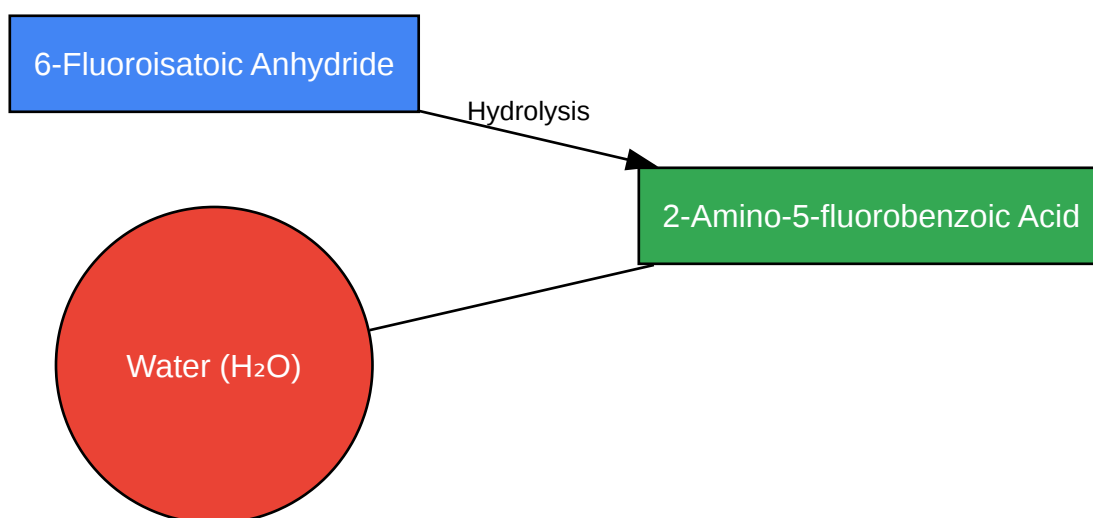 6-Fluoroisatoic Anhydride
Hydrolysis
2-Amino-5-fluorobenzoic Acid
Water (H₂O)